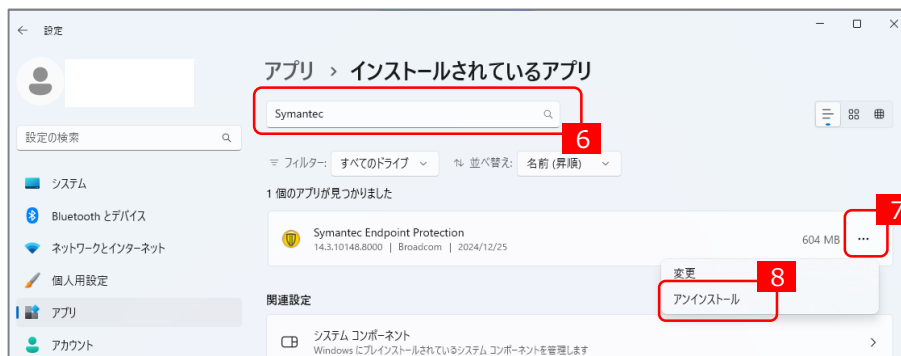 ← 設定
アプリ › インストールされているアプリ
Symantec
6
設定の検索
フィルター: すべてのドライブ 並べ替え: 名前 (昇順)
システム
1 個のアプリが見つかりました
Bluetooth とデバイス
7
Symantec Endpoint Protection
14.3.10148.8000 | Broadcom | 2024/12/25
604 MB ...
ネットワークとインターネット
変更
8
アンインストール
個人用設定
関連設定
アプリ
システム コンポーネント
Windows にプレインストールされているシステム コンポーネントを管理します
アカウント